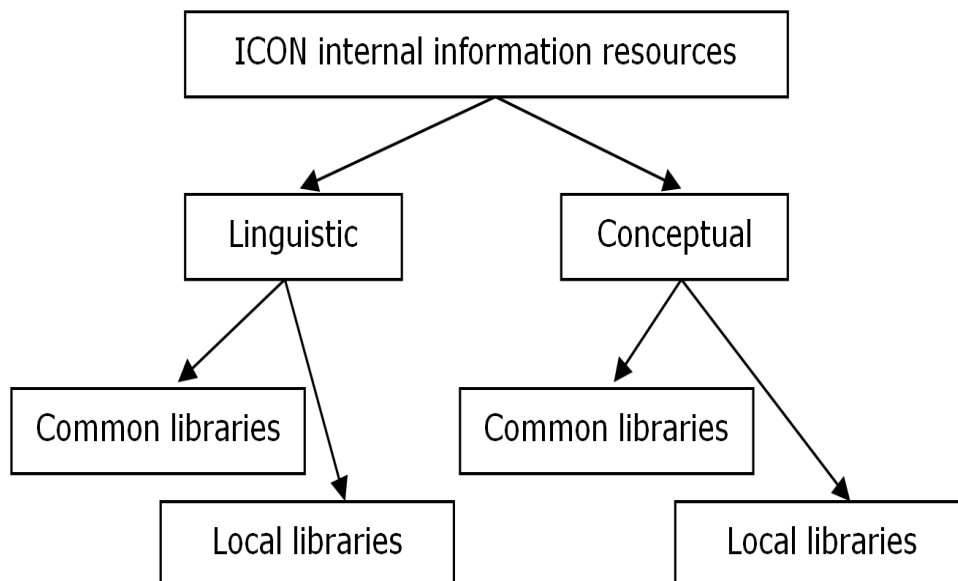 ICON internal information resources
Linguistic
Conceptual
Common libraries
Common libraries
Local libraries
Local libraries